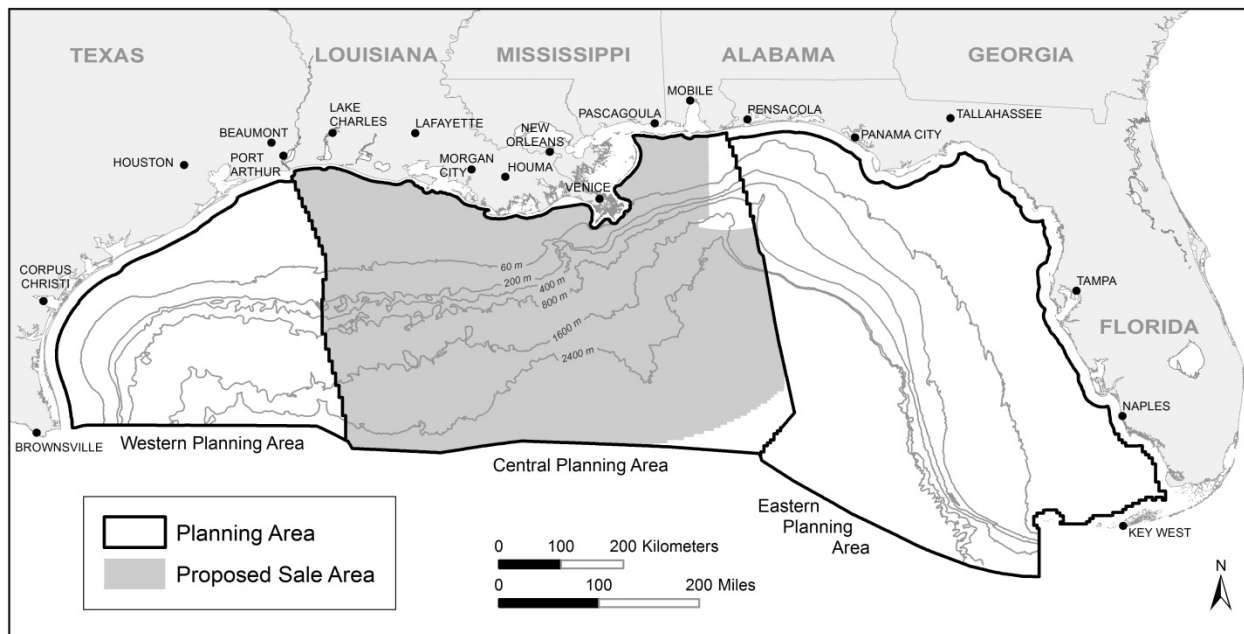 TEXAS
LOUISIANA
MISSISSIPPI
ALABAMA
GEORGIA
MOBILE
PASCAGOULA
PENSACOLA
TALLAHASSEE
PANAMA CITY
LAKE
CHARLES
LAFAYETTE
NEW
ORLEANS
BEAUMONT
HOUSTON
PORT
ARTHUR
MORGAN
CITY
HOUMA
VENICE
CORPUS
CHRISTI
60 m
200 m
400 m
800 m
1600 m
2400 m
TAMPA
FLORIDA
NAPLES
BROWNSVILLE
Western Planning Area
Central Planning Area
Eastern
Planning
Area
KEY WEST
Planning Area
Proposed Sale Area
0 100 200 Kilometers
0 100 200 Miles
N